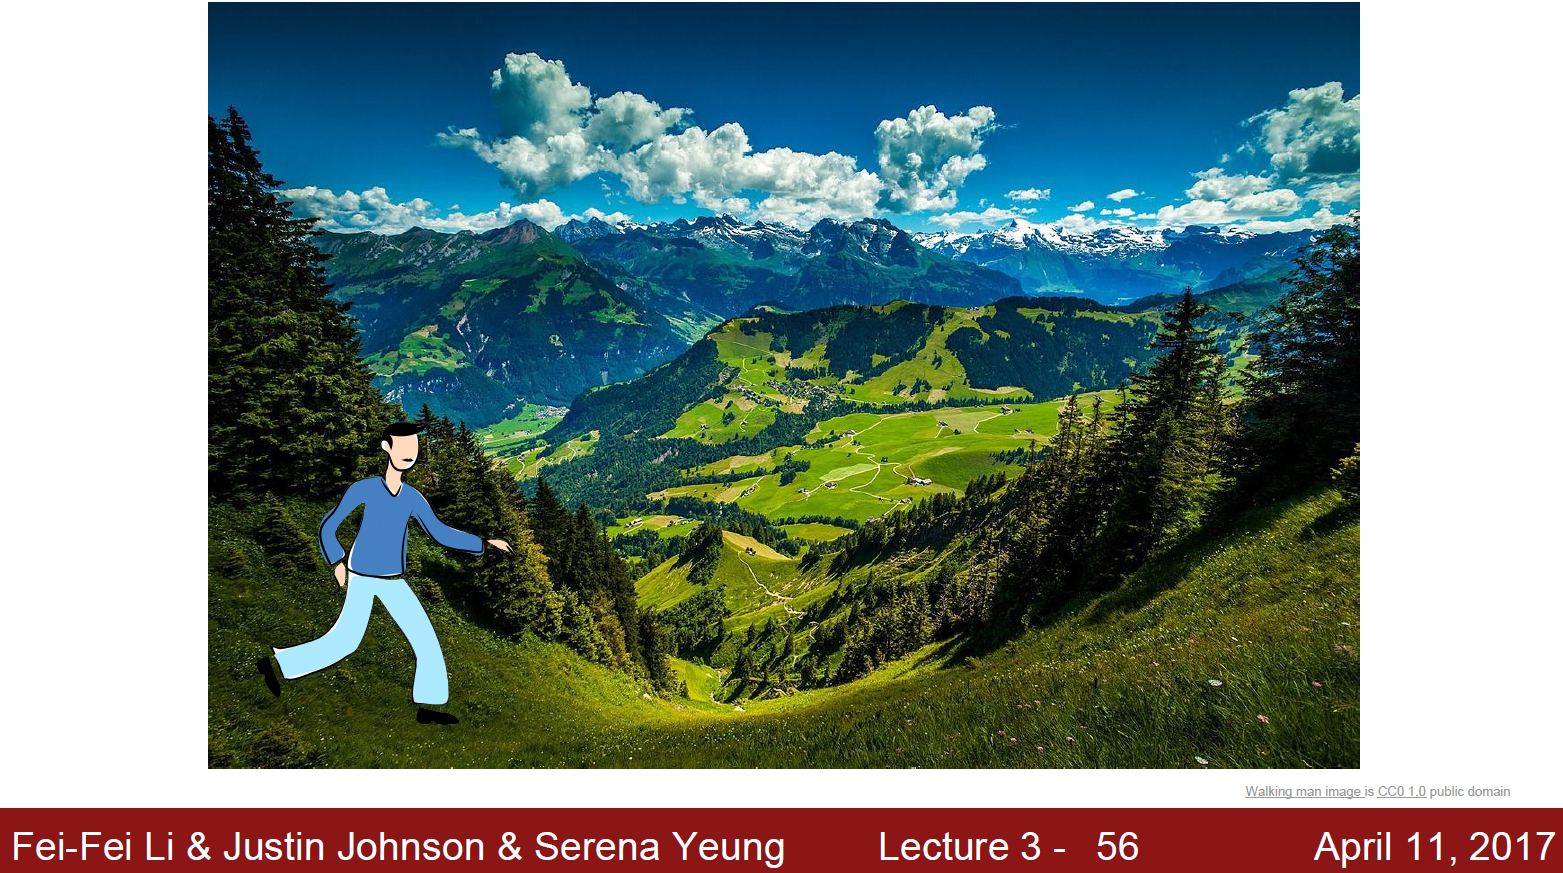 Walking man image is CC0 1.0 public domain
Fei-Fei Li & Justin Johnson & Serena Yeung Lecture 3 - 56 April 11, 2017